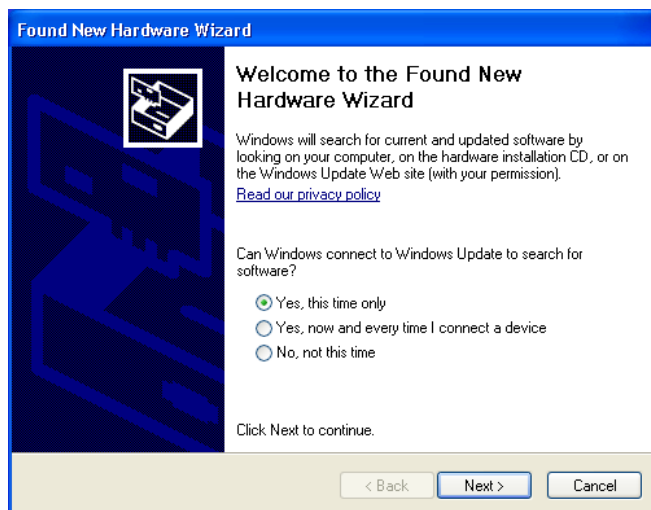 Found New Hardware Wizard
Welcome to the Found New
Hardware Wizard
Windows will search for current and updated software by
looking on your computer, on the hardware installation CD, or on
the Windows Update Web site (with your permission).
Read our privacy policy
Can Windows connect to Windows Update to search for
software?
Yes, this time only
Yes, now and every time I connect a device
No, not this time
Click Next to continue.
< Back Next > Cancel